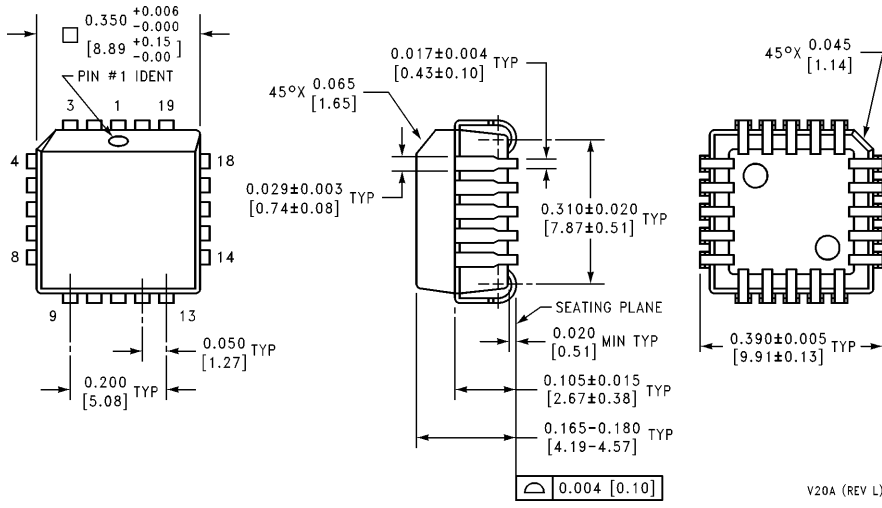 0.350 +0.006 -0.000
[8.89 +0.15 -0.00 ]
PIN #1 IDENT
3 1 19
4 18
8 14
9 13
0.050 TYP
[1.27]
0.200 TYP
[5.08]
0.017±0.004 TYP
[0.43±0.10]
45°X 0.065
[1.65]
0.029±0.003 TYP
[0.74±0.08]
0.310±0.020 TYP
[7.87±0.51]
SEATING PLANE
0.020 MIN TYP
[0.51]
0.105±0.015 TYP
[2.67±0.38]
0.165-0.180 TYP
[4.19-4.57]
0.004 [0.10]
45°X 0.045
[1.14]
0.390±0.005 TYP
[9.91±0.13]
V20A (REV L)